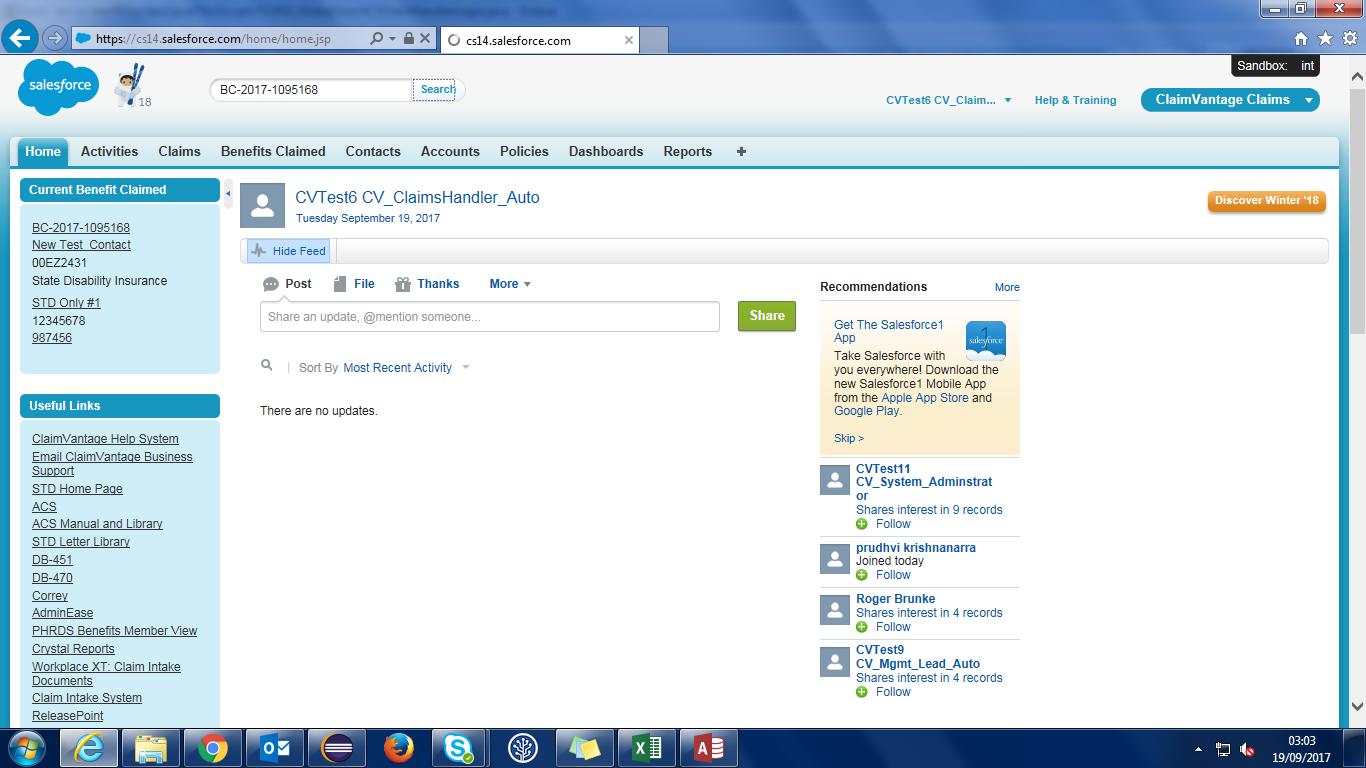 https://cs14.salesforce.com/home/home.jsp
cs14.salesforce.com
Sandbox: int
salesforce
18
BC-2017-1095168
Search
CVTest6 CV_Claim...
Help & Training
ClaimVantage Claims
Home
Activities
Claims
Benefits Claimed
Contacts
Accounts
Policies
Dashboards
Reports
Current Benefit Claimed
BC-2017-1095168
New Test_Contact
00EZ2431
State Disability Insurance
STD Only #1
12345678
987456
Useful Links
ClaimVantage Help System
Email ClaimVantage Business
Support
STD Home Page
ACS
ACS Manual and Library
STD Letter Library
DB-451
DB-470
Correy
AdminEase
PHRDS Benefits Member View
Crystal Reports
Workplace XT: Claim Intake
Documents
Claim Intake System
ReleasePoint
CVTest6 CV_ClaimsHandler_Auto
Tuesday September 19, 2017
Discover Winter '18
Hide Feed
Post
File
Thanks
More
Share an update, @mention someone...
Share
Sort By Most Recent Activity
There are no updates.
Recommendations
More
Get The Salesforce1
App
salesforce
Take Salesforce with
you everywhere! Download the
new Salesforce1 Mobile App
from the Apple App Store and
Google Play.
Skip >
CVTest11
CV_System_Adminstrat
or
Shares interest in 9 records
Follow
prudhvi krishnanarra
Joined today
Follow
Roger Brunke
Shares interest in 4 records
Follow
CVTest9
CV_Mgmt_Lead_Auto
Shares interest in 4 records
Follow
03:03
19/09/2017